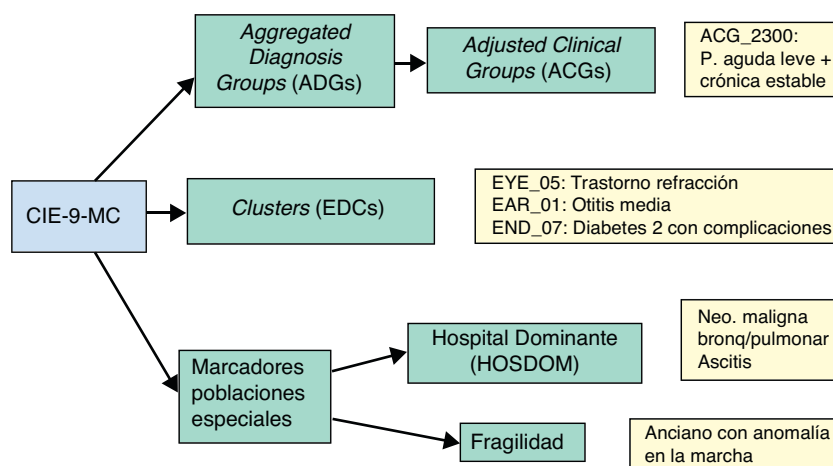 Aggregated
Diagnosis
Groups (ADGs)
Adjusted Clinical
Groups (ACGs)
ACG_2300:
P. aguda leve +
crónica estable
CIE-9-MC
Clusters (EDCs)
EYE_05: Trastorno refracción
EAR_01: Otitis media
END_07: Diabetes 2 con complicaciones
Marcadores
poblaciones
especiales
Hospital Dominante
(HOSDOM)
Neo. maligna
bronq/pulmonar
Ascitis
Fragilidad
Anciano con anomalía
en la marcha